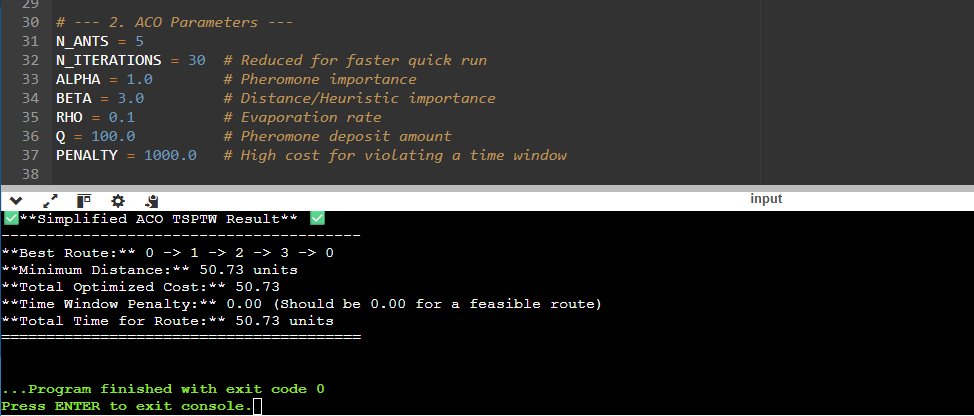 29
30 # --- 2. ACO Parameters ---
31 N_ANTS = 5
32 N_ITERATIONS = 30 # Reduced for faster quick run
33 ALPHA = 1.0 # Pheromone importance
34 BETA = 3.0 # Distance/Heuristic importance
35 RHO = 0.1 # Evaporation rate
36 Q = 100.0 # Pheromone deposit amount
37 PENALTY = 1000.0 # High cost for violating a time window
38
input
✅**Simplified ACO TSPTW Result** ✅
----------------------------------------
**Best Route:** 0 -> 1 -> 2 -> 3 -> 0
**Minimum Distance:** 50.73 units
**Total Optimized Cost:** 50.73
**Time Window Penalty:** 0.00 (Should be 0.00 for a feasible route)
**Total Time for Route:** 50.73 units
========================================
...Program finished with exit code 0
Press ENTER to exit console.